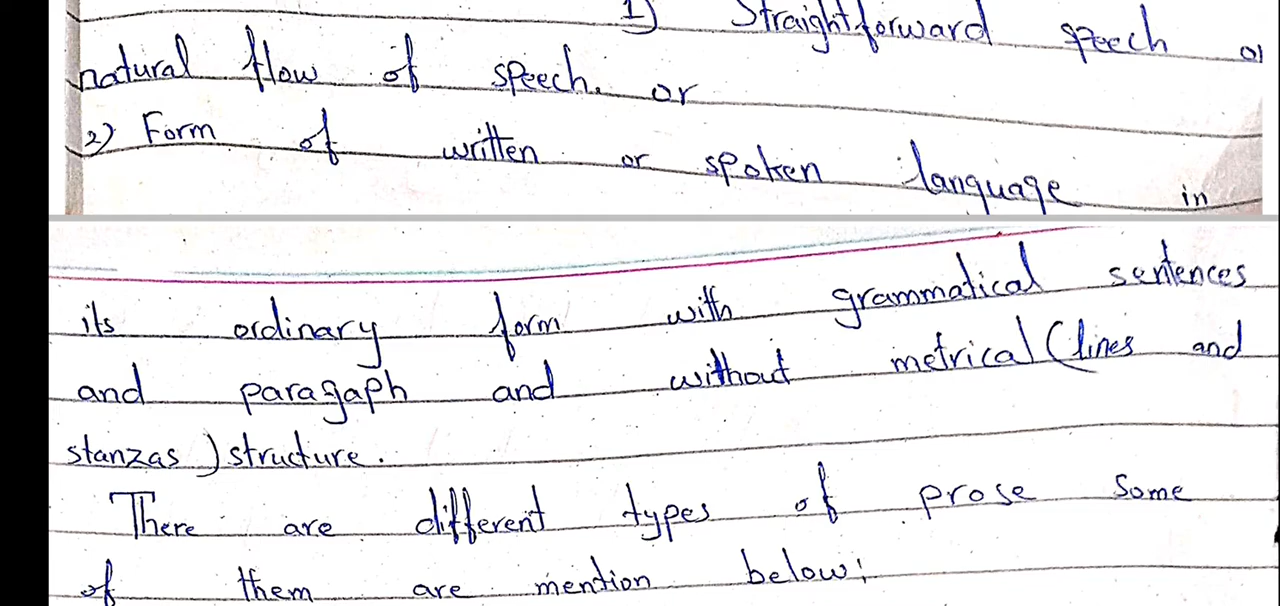 1) Straightforward speech or
natural flow of speech. or
2) Form of written or spoken language in
its ordinary form with grammatical sentences
and paragaph and without metrical (lines and
stanzas ) structure.
There are different types of prose some
of them are mention below;